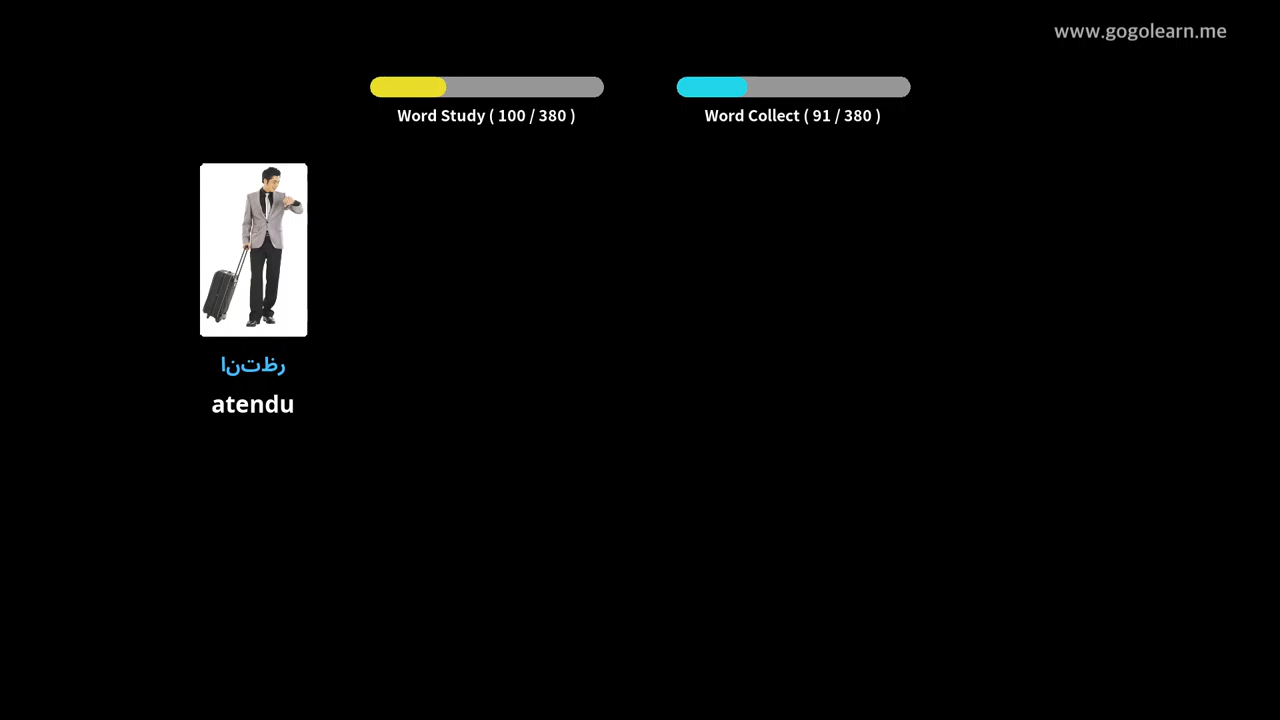 www.gogolearn.me
Word Study ( 100 / 380 )
Word Collect ( 91 / 380 )
انتظر
atendu